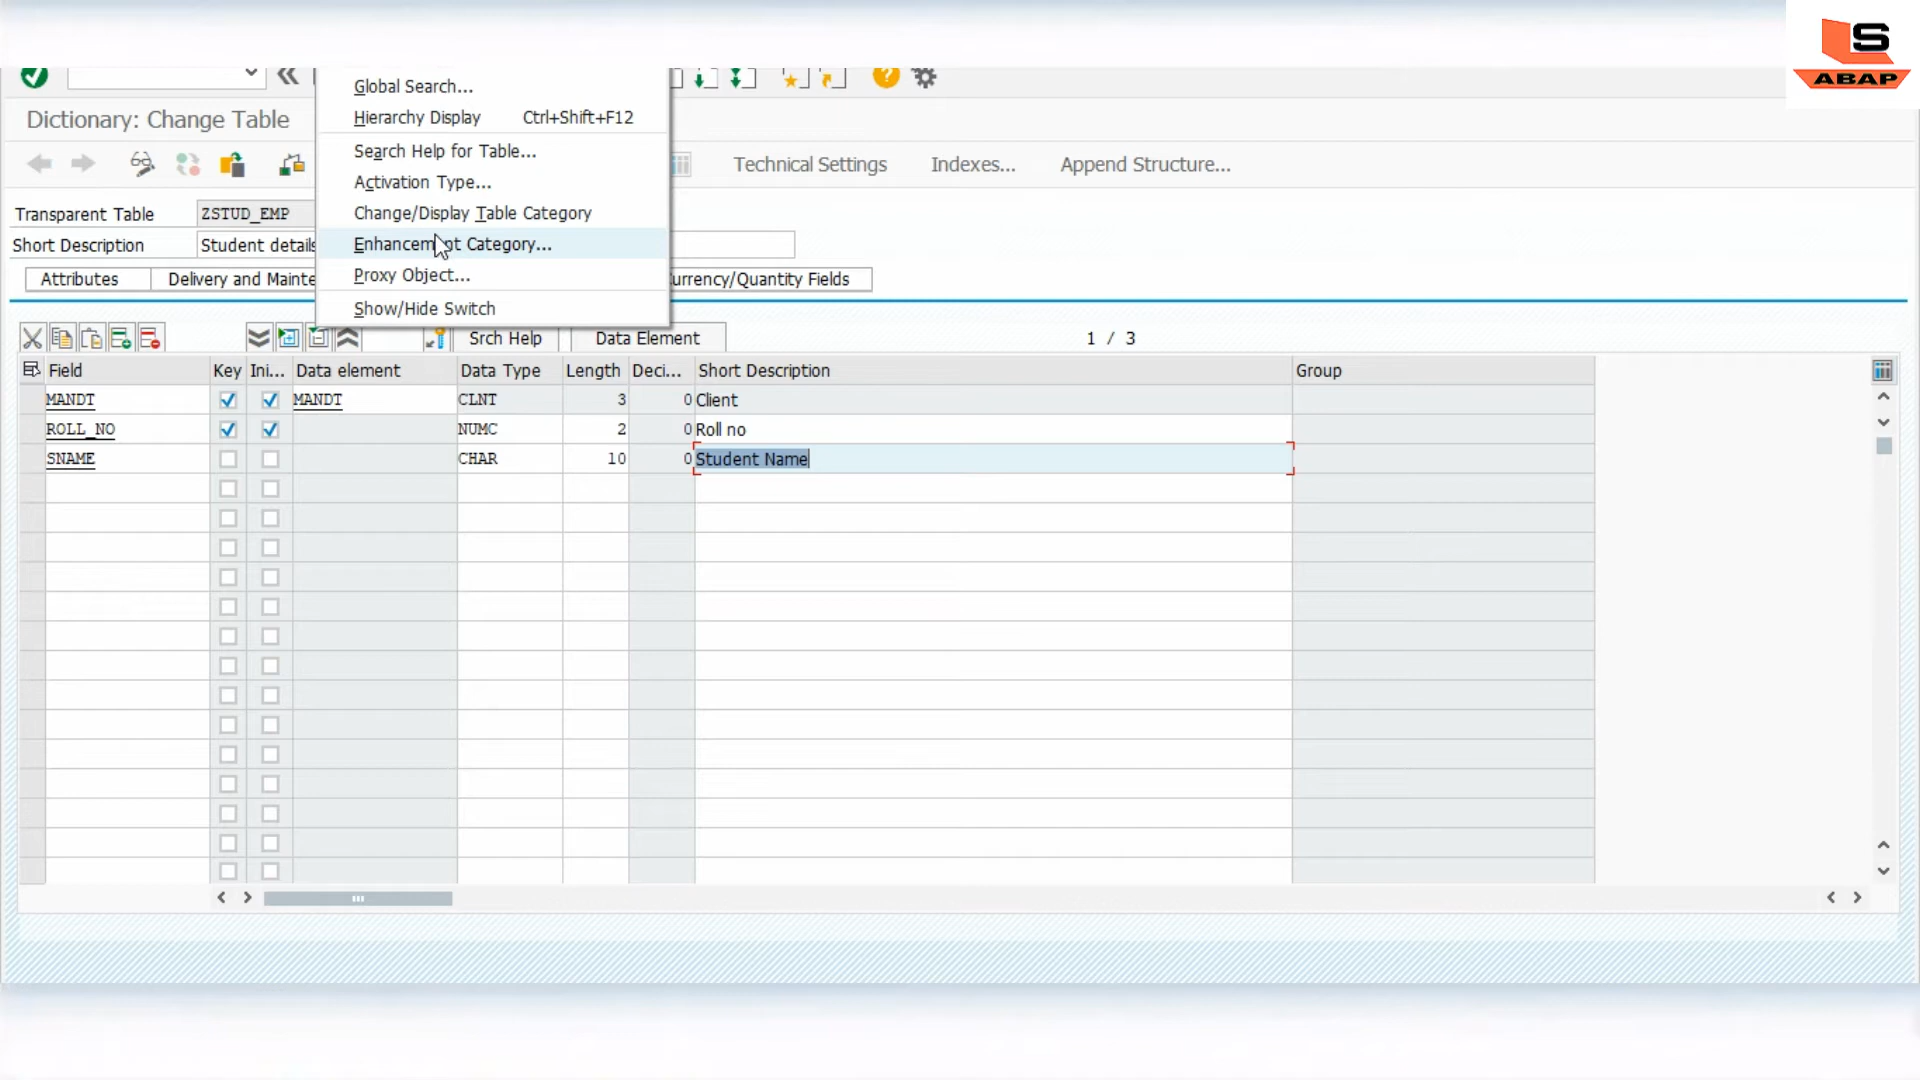 S
ABAP
Global Search...
Hierarchy Display Ctrl+Shift+F12
Dictionary: Change Table
Search Help for Table...
Technical Settings Indexes... Append Structure...
Activation Type...
Transparent Table ZSTUD_EMP
Change/Display Table Category
Short Description Student details
Enhancement Category...
Proxy Object...
Attributes Delivery and Mainte urrency/Quantity Fields
Show/Hide Switch
Srch Help Data Element 1 / 3
Field Key Ini... Data element Data Type Length Deci... Short Description Group
MANDT MANDT CLNT 3 0 Client
ROLL_NO NUMC 2 0 Roll no
SNAME CHAR 10 0 Student Name